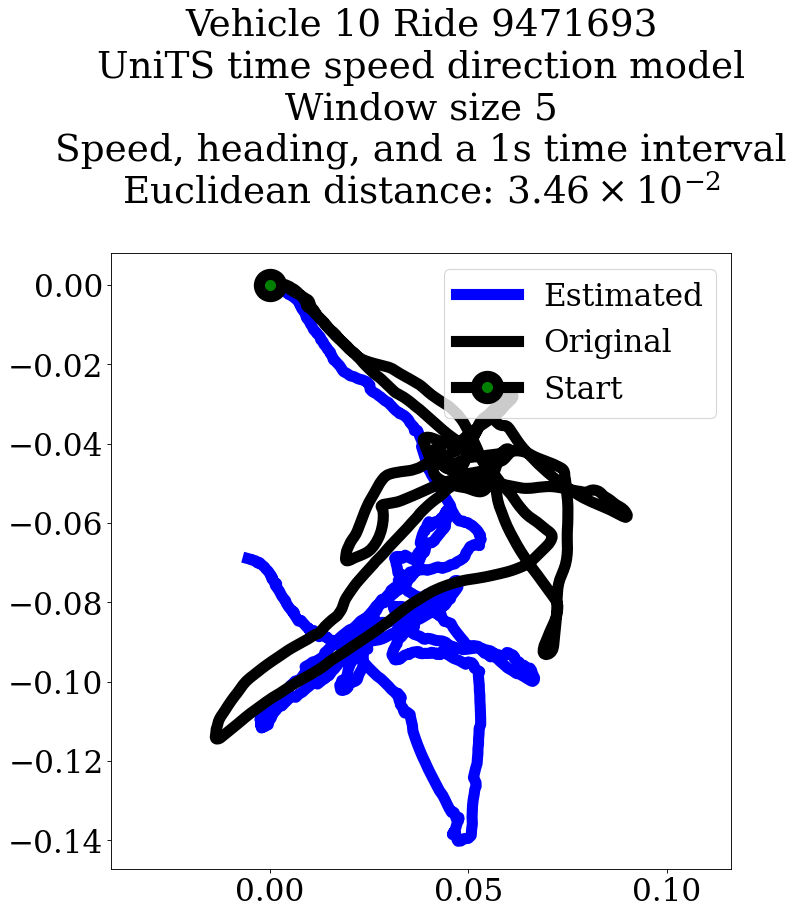 Vehicle 10 Ride 9471693
UniTS time speed direction model
Window size 5
Speed, heading, and a 1s time interval
Euclidean distance: 3.46 × 10⁻²
Estimated
Original
Start
0.00
−0.02
−0.04
−0.06
−0.08
−0.10
−0.12
−0.14
0.00
0.05
0.10